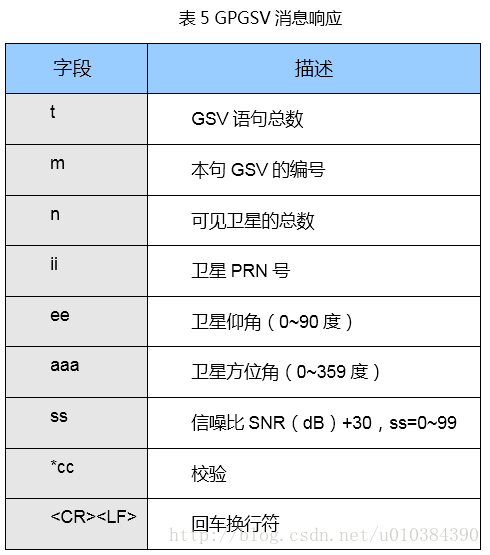 表 5 GPGSV 消息响应
字段 描述
t GSV 语句总数
m 本句 GSV 的编号
n 可见卫星的总数
ii 卫星 PRN 号
ee 卫星仰角（0~90 度）
aaa 卫星方位角（0~359 度）
ss 信噪比 SNR（dB）+30，ss=0~99
*cc 校验
<CR><LF> 回车换行符
http://blog.csdn.net/u010384390